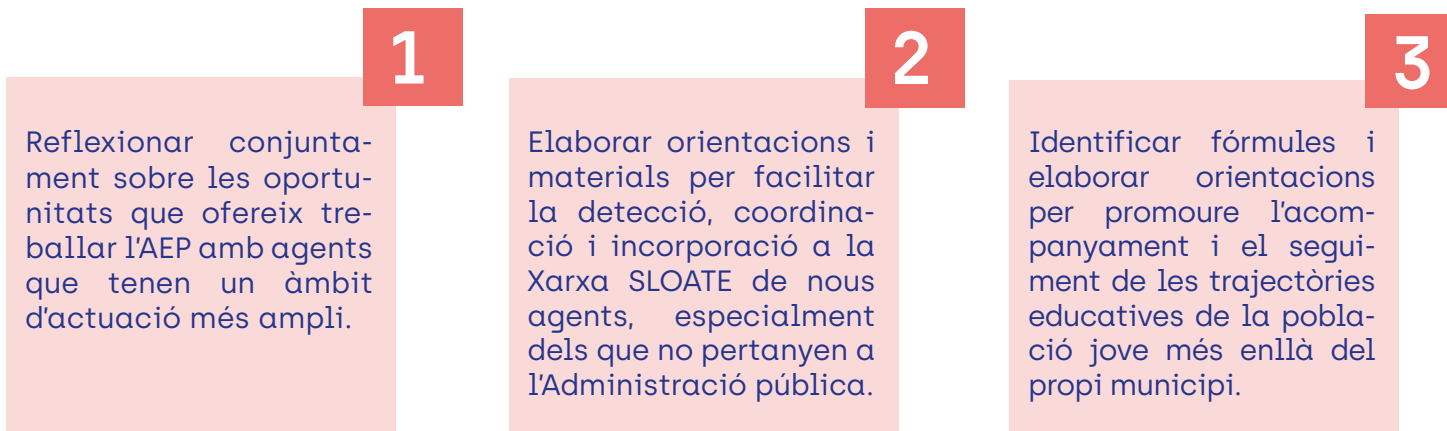 1
Reflexionar conjunta-
ment sobre les oportu-
nitats que ofereix tre-
ballar l'AEP amb agents
que tenen un àmbit
d'actuació més ampli.
2
Elaborar orientacions i
materials per facilitar
la detecció, coordina-
ció i incorporació a la
Xarxa SLOATE de nous
agents, especialment
dels que no pertanyen a
l'Administració pública.
3
Identificar fórmules i
elaborar orientacions
per promoure l'acom-
panyament i el segui-
ment de les trajectòries
educatives de la pobla-
ció jove més enllà del
propi municipi.